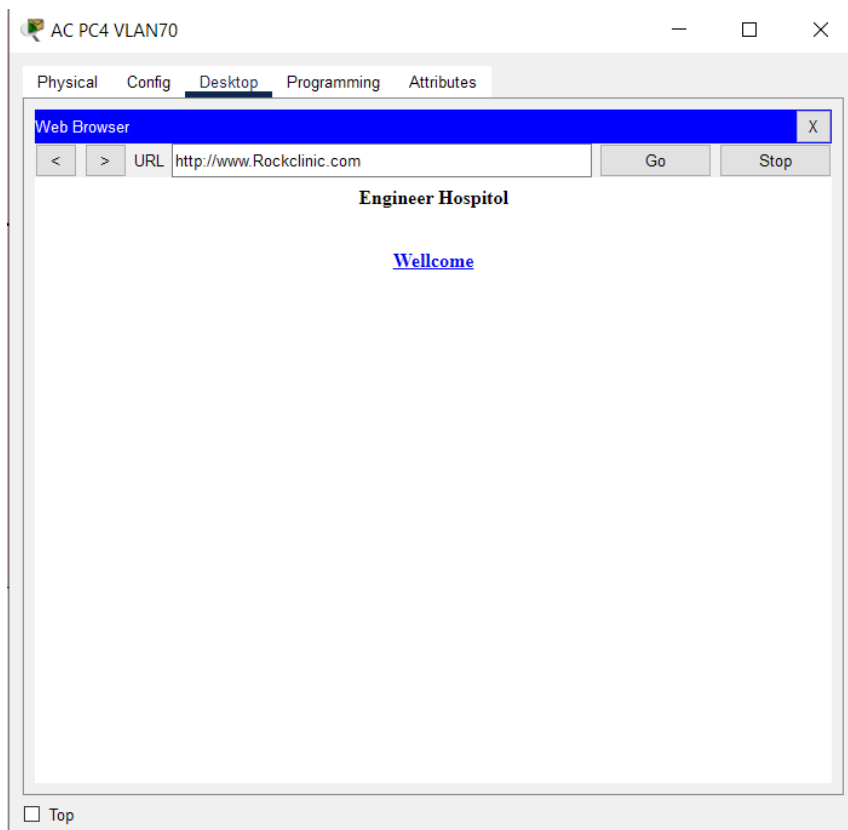 AC PC4 VLAN70
Physical Config Desktop Programming Attributes
Web Browser X
< > URL http://www.Rockclinic.com Go Stop
Engineer Hospitol
Wellcome
Top